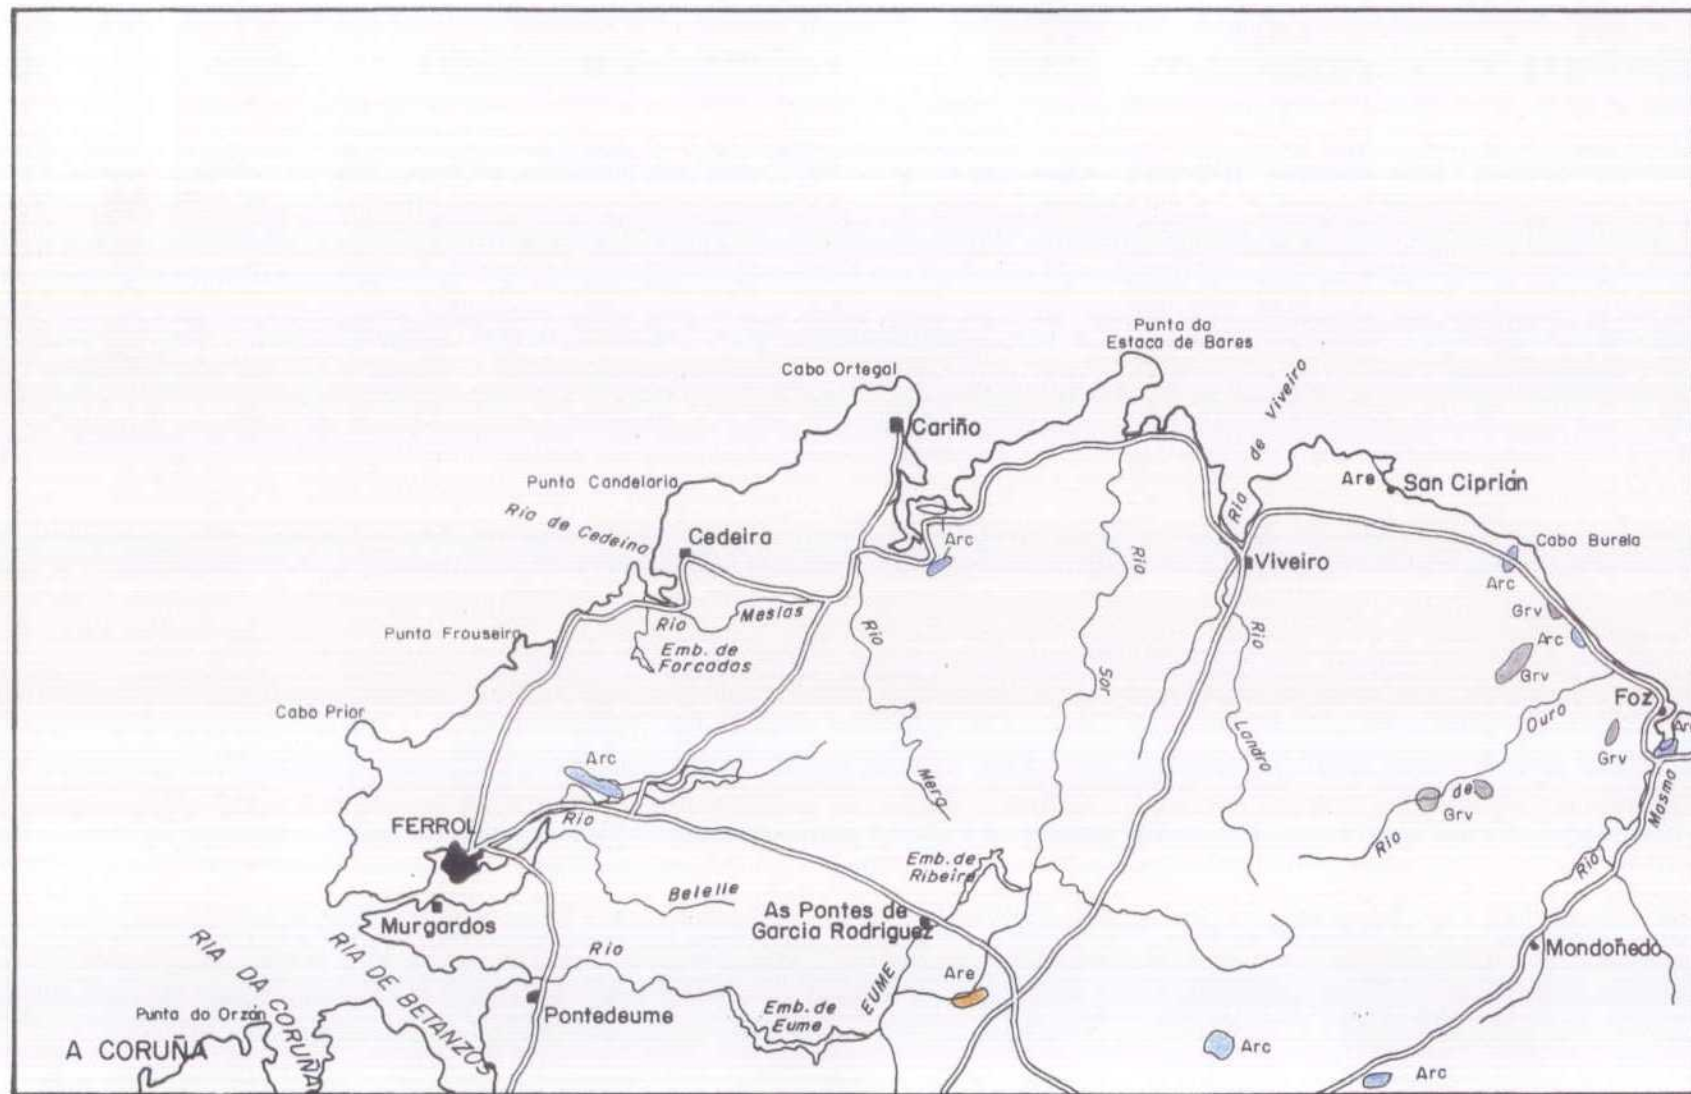 Punta da
Estaca de Bares
Cabo Ortegal
Cariño
Ria de Viveiro
Are
San Ciprián
Punta Candelaria
Ria de Cedeira
Cedeira
Arc
Cabo Burela
Viveiro
Arc
Grv
Rio Mestas
Punta Frouseira
Emb. de
Forcadas
Rio Mera
Rio Sor
Rio Landro
Arc
Grv
Cabo Prior
Foz
Arc
Grv
Arc
Rio de Ouro
Grv
Rio Masma
FERROL
Rio Belelle
Emb. de
Ribeira
Murgardos
As Pontes de
Garcia Rodriguez
Mondoñedo
RIA DA CORUÑA
RIA DE BETANZOS
Rio EUME
Are
Punta do Orzán
Pontedeume
Emb. de
Eume
A CORUÑA
Arc
Arc